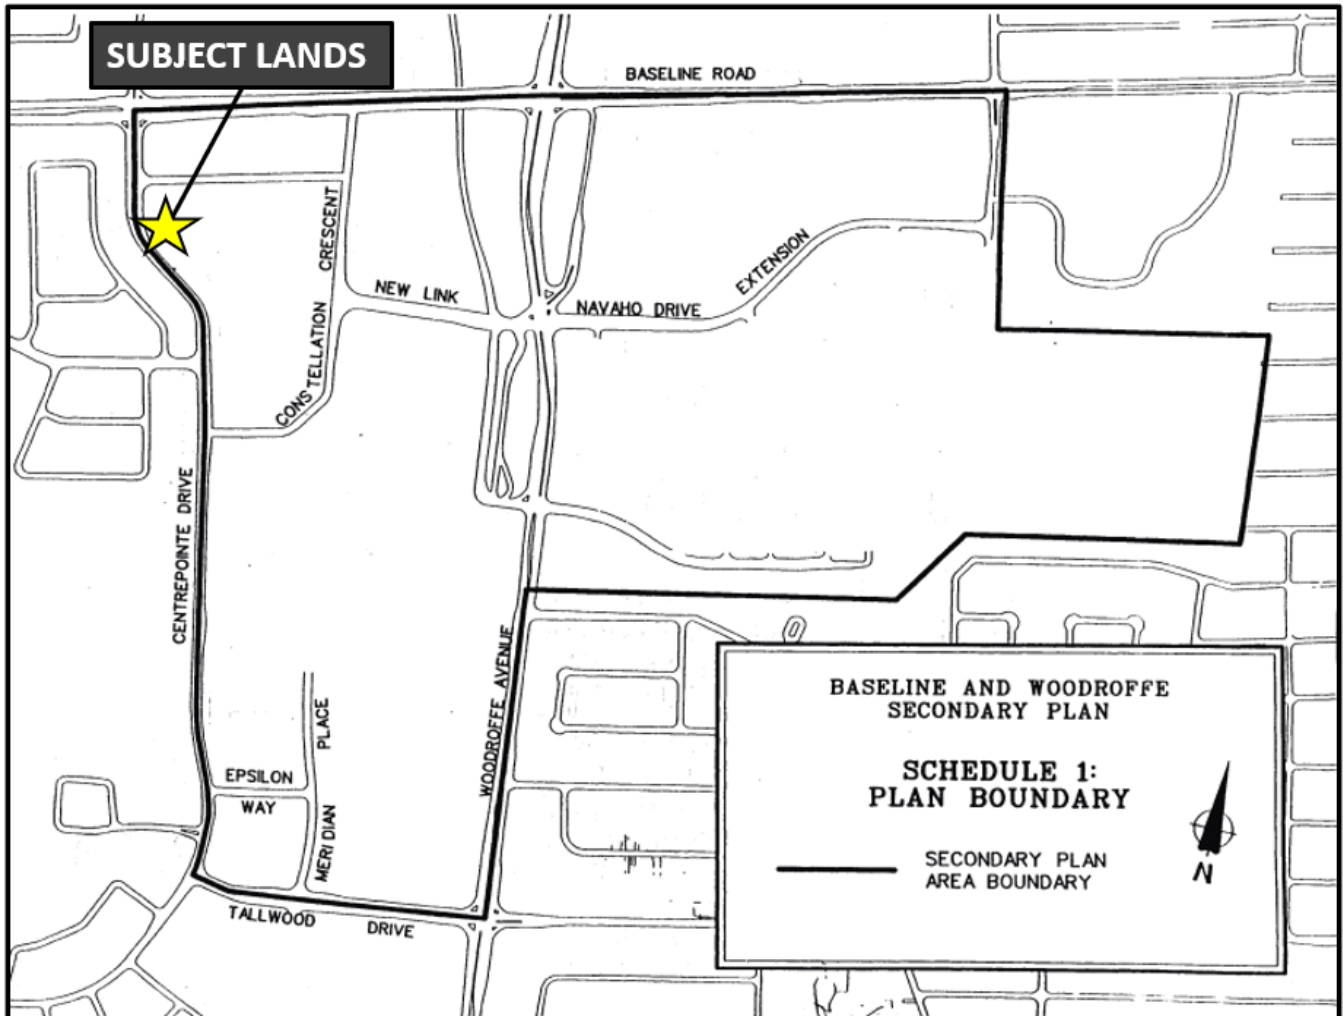 SUBJECT LANDS
BASELINE ROAD
CRESCENT
EXTENSION
NEW LINK
NAVAHO DRIVE
CONSTELLATION
CENTREPOINTE DRIVE
WOODROFFE AVENUE
PLACE
EPSILON
WAY
MERIDIAN
TALLWOOD DRIVE
BASELINE AND WOODROFFE
SECONDARY PLAN
SCHEDULE 1:
PLAN BOUNDARY
SECONDARY PLAN
AREA BOUNDARY
N